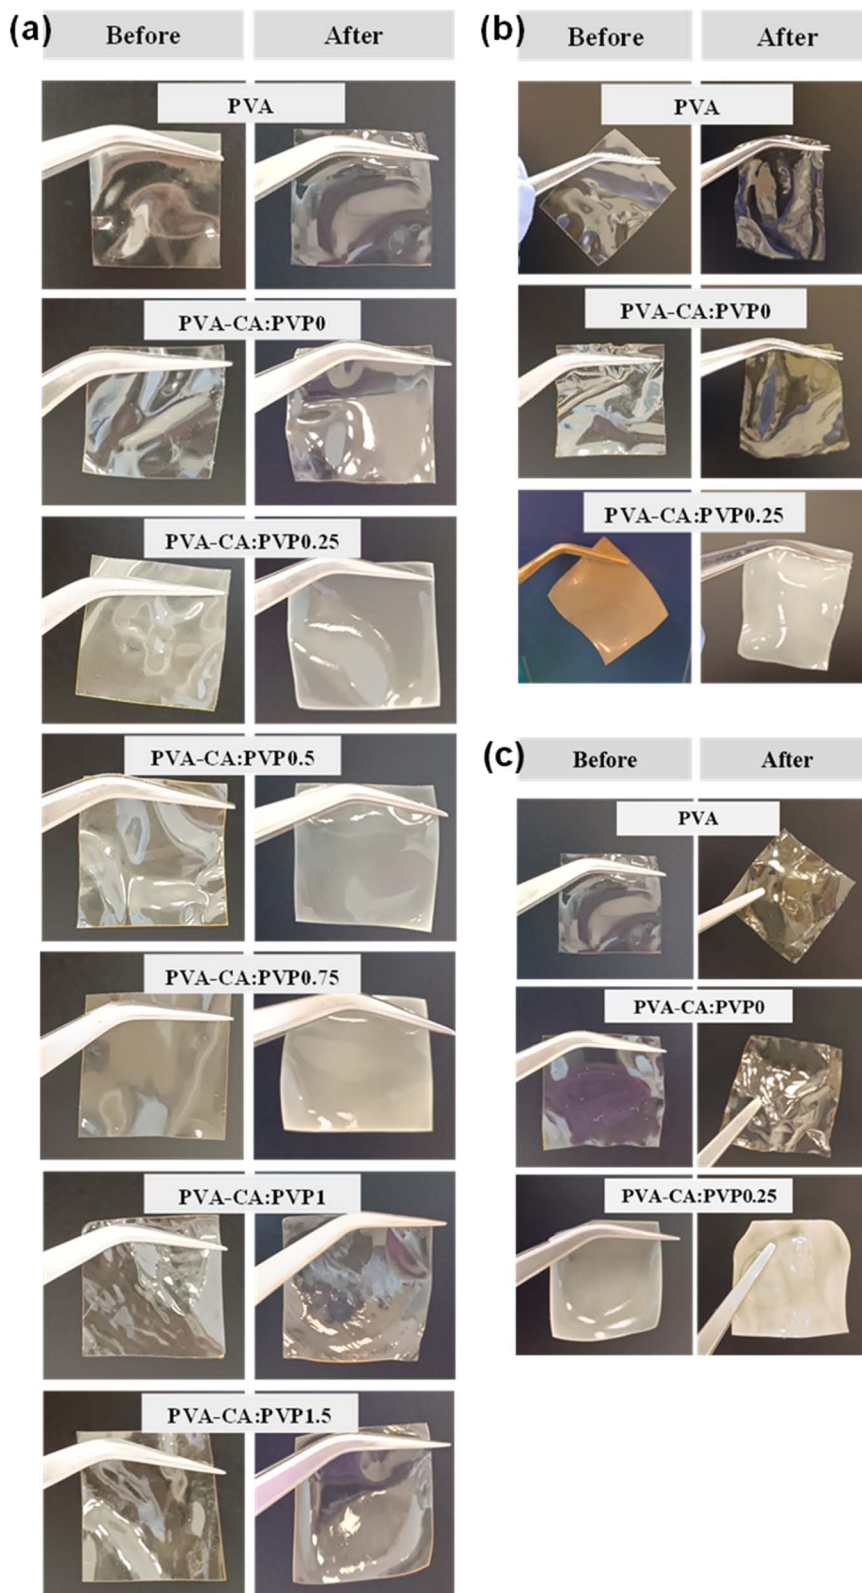 (a)
Before
After
PVA
PVA-CA:PVP0
PVA-CA:PVP0.25
PVA-CA:PVP0.5
PVA-CA:PVP0.75
PVA-CA:PVP1
PVA-CA:PVP1.5
(b)
Before
After
PVA
PVA-CA:PVP0
PVA-CA:PVP0.25
(c)
Before
After
PVA
PVA-CA:PVP0
PVA-CA:PVP0.25